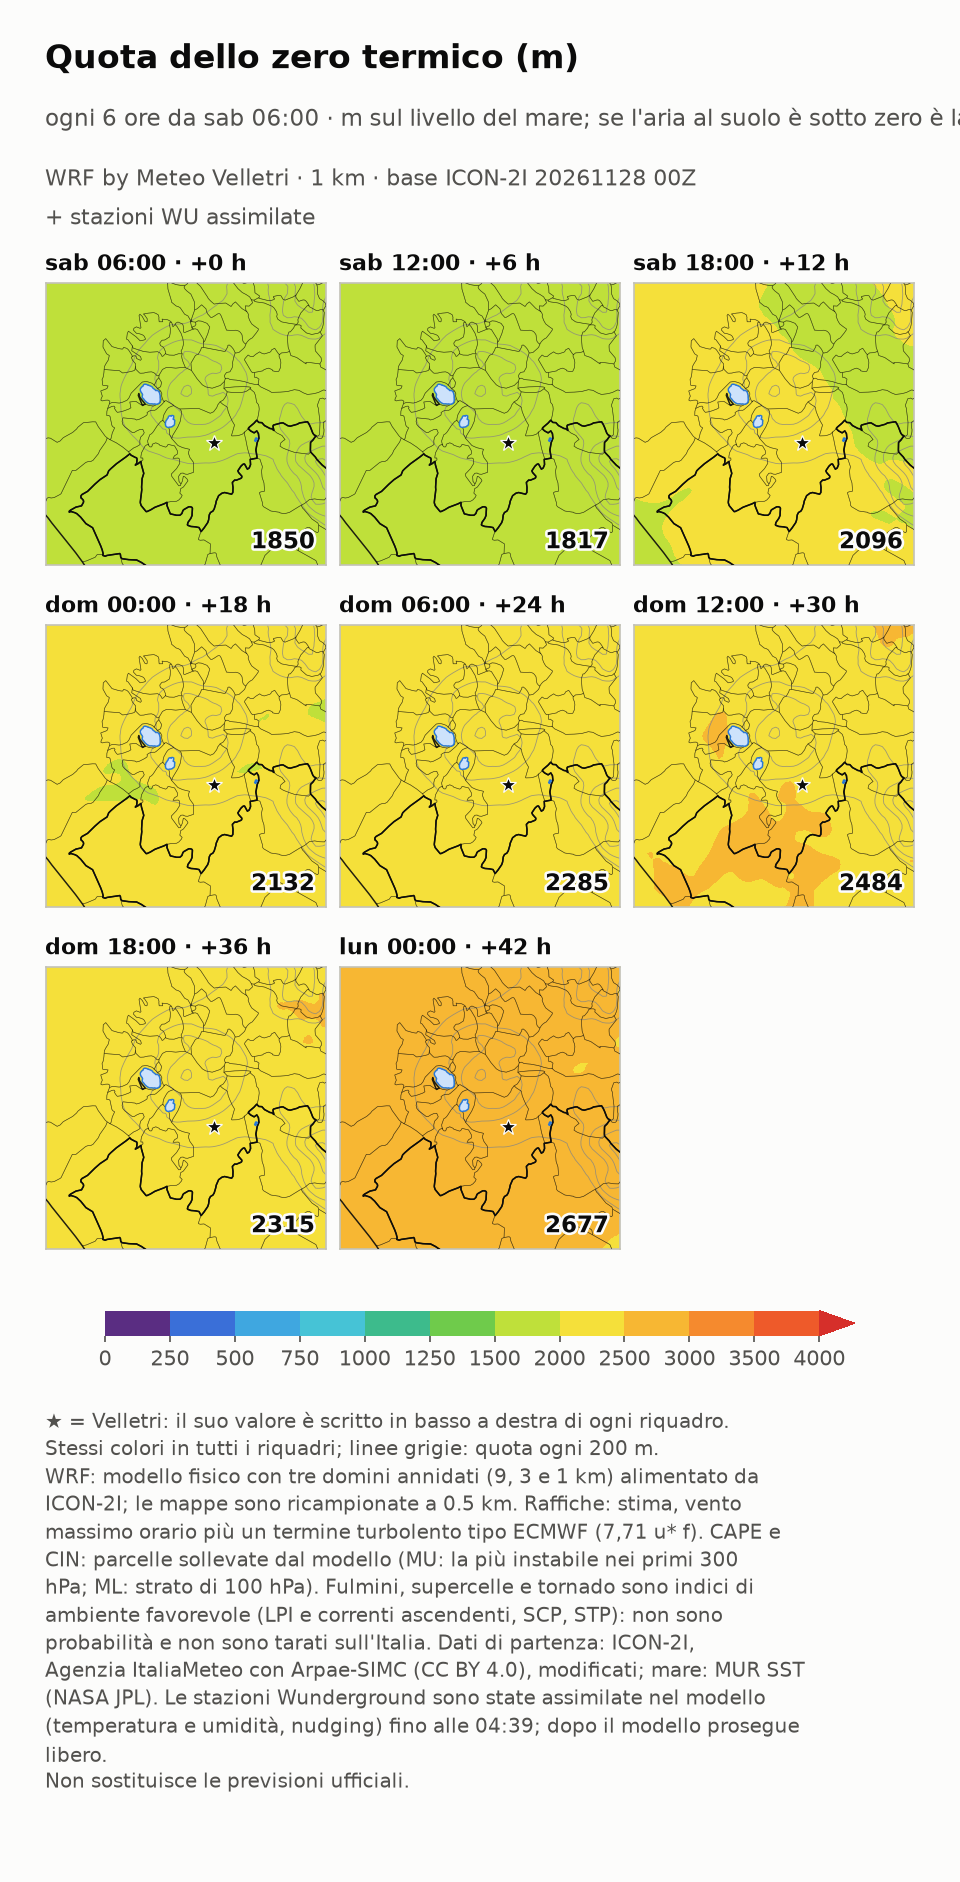 Quota dello zero termico (m)
ogni 6 ore da sab 06:00 · m sul livello del mare; se l'aria al suolo è sotto zero è
WRF by Meteo Velletri · 1 km · base ICON-2I 20261128 00Z
+ stazioni WU assimilate
sab 06:00 · +0 h sab 12:00 · +6 h sab 18:00 · +12 h
1850 1817 2096
dom 00:00 · +18 h dom 06:00 · +24 h dom 12:00 · +30 h
2132 2285 2484
dom 18:00 · +36 h lun 00:00 · +42 h
2315 2677
0 250 500 750 1000 1250 1500 2000 2500 3000 3500 4000
★ = Velletri: il suo valore è scritto in basso a destra di ogni riquadro.
Stessi colori in tutti i riquadri; linee grigie: quota ogni 200 m.
WRF: modello fisico con tre domini annidati (9, 3 e 1 km) alimentato da
ICON-2I; le mappe sono ricampionate a 0.5 km. Raffiche: stima, vento
massimo orario più un termine turbolento tipo ECMWF (7,71 u* f). CAPE e
CIN: parcelle sollevate dal modello (MU: la più instabile nei primi 300
hPa; ML: strato di 100 hPa). Fulmini, supercelle e tornado sono indici di
ambiente favorevole (LPI e correnti ascendenti, SCP, STP): non sono
probabilità e non sono tarati sull'Italia. Dati di partenza: ICON-2I,
Agenzia ItaliaMeteo con Arpae-SIMC (CC BY 4.0), modificati; mare: MUR SST
(NASA JPL). Le stazioni Wunderground sono state assimilate nel modello
(temperatura e umidità, nudging) fino alle 04:39; dopo il modello prosegue
libero.
Non sostituisce le previsioni ufficiali.